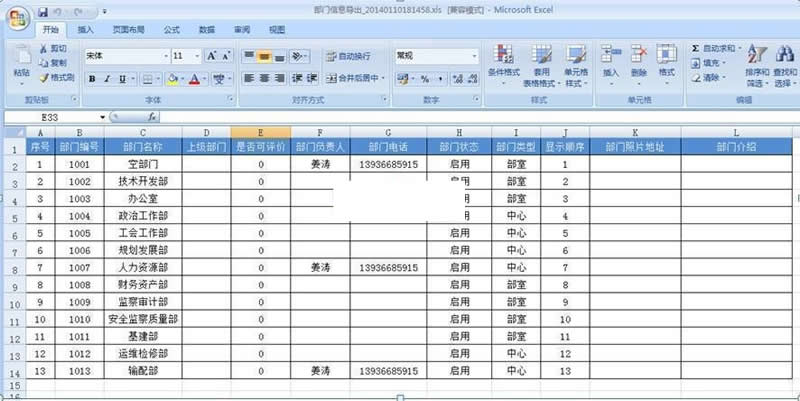 部门信息导出_20140110181458.xls [兼容模式] - Microsoft Excel
开始 插入 页面布局 公式 数据 审阅 视图
粘贴 剪切 复制 格式刷 剪贴板
宋体 11 A A B I U 字体
自动换行 合并后居中 对齐方式
常规 % , 数字
条件格式 套用表格格式 单元格样式 样式
插入 删除 格式 单元格
Σ 自动求和 填充 清除 排序和筛选 查找和选择 编辑
E33 fx
A B C D E F G H I J K L
1 序号 部门编号 部门名称 上级部门 是否可评价 部门负责人 部门电话 部门状态 部门类型 显示顺序 部门照片地址 部门介绍
2 1 1001 空部门 0 姜涛 13936685915 启用 部室 1
3 2 1002 技术开发部 0 启用 部室 2
4 3 1003 办公室 0 启用 部室 3
5 4 1004 政治工作部 0 启用 中心 4
6 5 1005 工会工作部 0 启用 中心 5
7 6 1006 规划发展部 0 启用 中心 6
8 7 1007 人力资源部 0 姜涛 13936685915 启用 中心 7
9 8 1008 财务资产部 0 启用 部室 8
10 9 1009 监察审计部 0 启用 部室 9
11 10 1010 安全监察质量部 0 启用 部室 10
12 11 1011 基建部 0 启用 部室 11
13 12 1012 运维检修部 0 启用 中心 12
14 13 1013 输配部 0 姜涛 13936685915 启用 中心 13
15